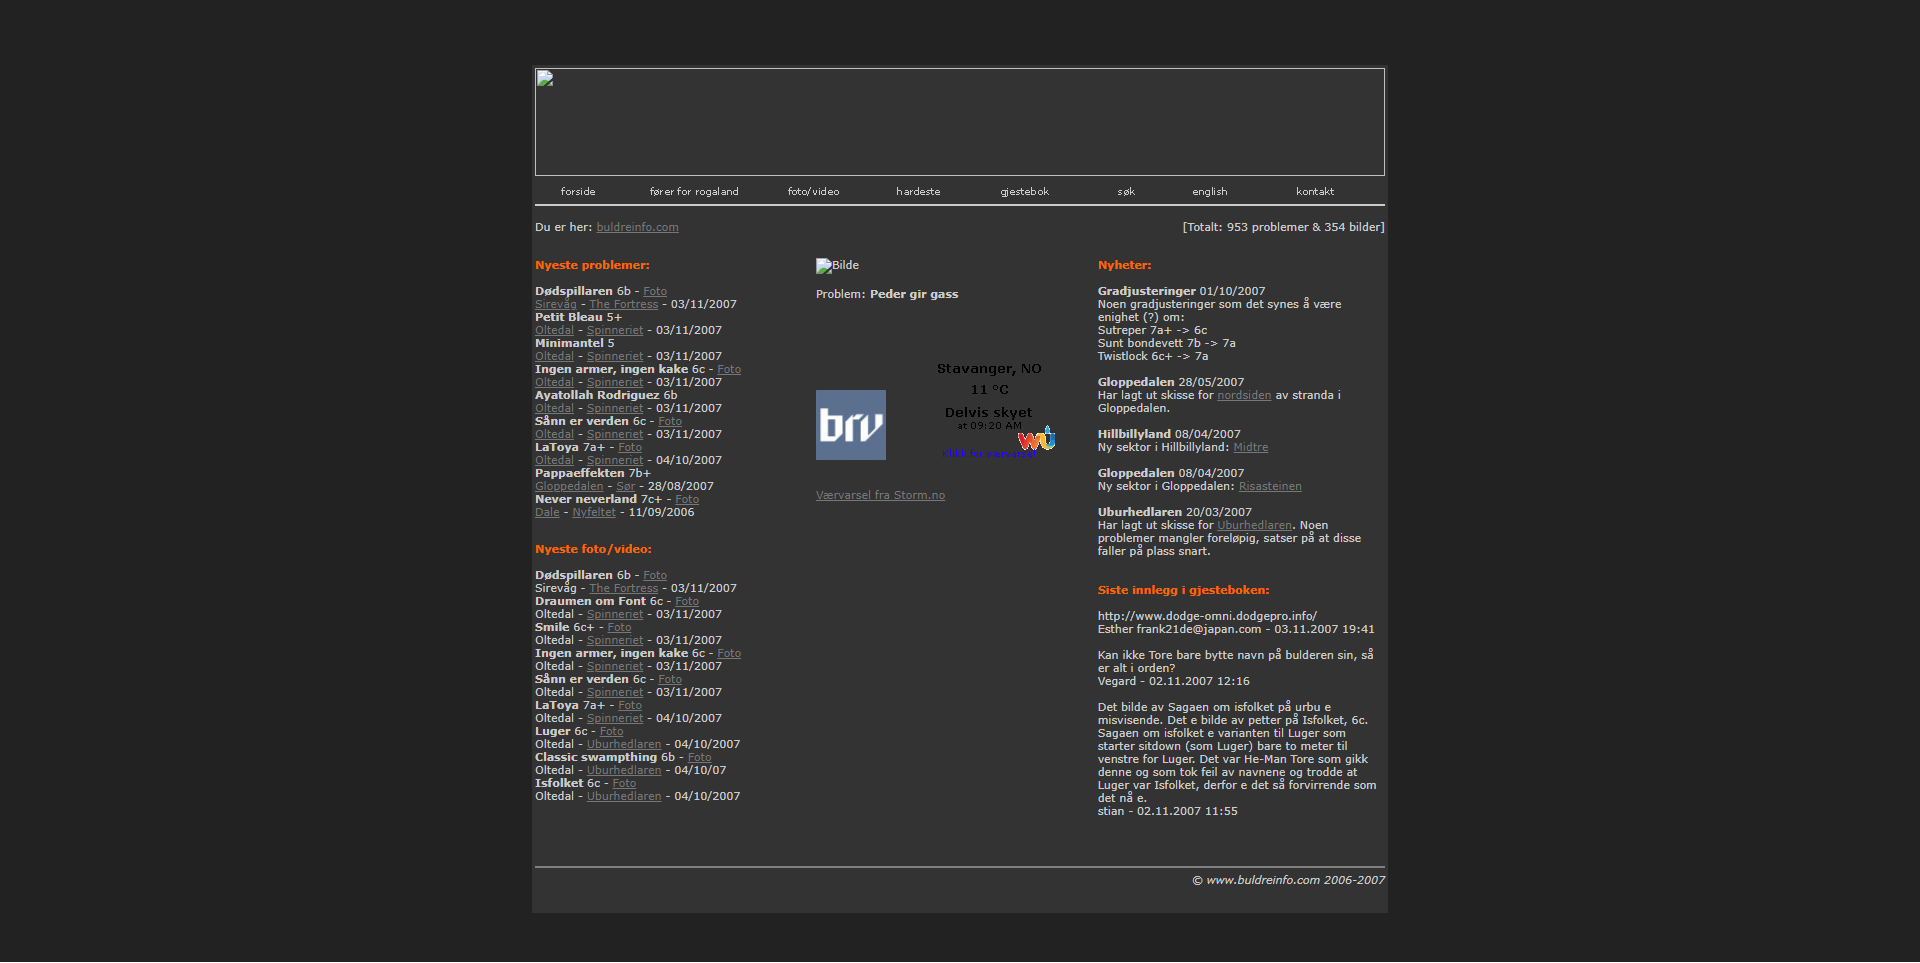 forside fører for rogaland foto/video hardeste gjestebok søk english kontakt
Du er her: buldreinfo.com
[Totalt: 953 problemer & 354 bilder]
Nyeste problemer:
Dødspillaren 6b - Foto
Sirevåg - The Fortress - 03/11/2007
Petit Bleau 5+
Oltedal - Spinneriet - 03/11/2007
Minimantel 5
Oltedal - Spinneriet - 03/11/2007
Ingen armer, ingen kake 6c - Foto
Oltedal - Spinneriet - 03/11/2007
Ayatollah Rodriguez 6b
Oltedal - Spinneriet - 03/11/2007
Sånn er verden 6c - Foto
Oltedal - Spinneriet - 03/11/2007
LaToya 7a+ - Foto
Oltedal - Spinneriet - 04/10/2007
Pappaeffekten 7b+
Gloppedalen - Sør - 28/08/2007
Never neverland 7c+ - Foto
Dale - Nyfeltet - 11/09/2006
Nyeste foto/video:
Dødspillaren 6b - Foto
Sirevåg - The Fortress - 03/11/2007
Draumen om Font 6c - Foto
Oltedal - Spinneriet - 03/11/2007
Smile 6c+ - Foto
Oltedal - Spinneriet - 03/11/2007
Ingen armer, ingen kake 6c - Foto
Oltedal - Spinneriet - 03/11/2007
Sånn er verden 6c - Foto
Oltedal - Spinneriet - 03/11/2007
LaToya 7a+ - Foto
Oltedal - Spinneriet - 04/10/2007
Luger 6c - Foto
Oltedal - Uburhedlaren - 04/10/2007
Classic swampthing 6b - Foto
Oltedal - Uburhedlaren - 04/10/07
Isfolket 6c - Foto
Oltedal - Uburhedlaren - 04/10/2007
Bilde
Problem: Peder gir gass
brv
Stavanger, NO
11 °C
Delvis skyet
at 09:20 AM
WU
Værvarsel fra Storm.no
Nyheter:
Gradjusteringer 01/10/2007
Noen gradjusteringer som det synes å være
enighet (?) om:
Sutreper 7a+ -> 6c
Sunt bondevett 7b -> 7a
Twistlock 6c+ -> 7a
Gloppedalen 28/05/2007
Har lagt ut skisse for nordsiden av stranda i
Gloppedalen.
Hillbillyland 08/04/2007
Ny sektor i Hillbillyland: Midtre
Gloppedalen 08/04/2007
Ny sektor i Gloppedalen: Risasteinen
Uburhedlaren 20/03/2007
Har lagt ut skisse for Uburhedlaren. Noen
problemer mangler foreløpig, satser på at disse
faller på plass snart.
Siste innlegg i gjesteboken:
http://www.dodge-omni.dodgepro.info/
Esther frank21de@japan.com - 03.11.2007 19:41
Kan ikke Tore bare bytte navn på bulderen sin, så
er alt i orden?
Vegard - 02.11.2007 12:16
Det bilde av Sagaen om isfolket på urbu e
misvisende. Det e bilde av petter på Isfolket, 6c.
Sagaen om isfolket e varianten til Luger som
starter sitdown (som Luger) bare to meter til
venstre for Luger. Det var He-Man Tore som gikk
denne og som tok feil av navnene og trodde at
Luger var Isfolket, derfor e det så forvirrende som
det nå e.
stian - 02.11.2007 11:55
© www.buldreinfo.com 2006-2007